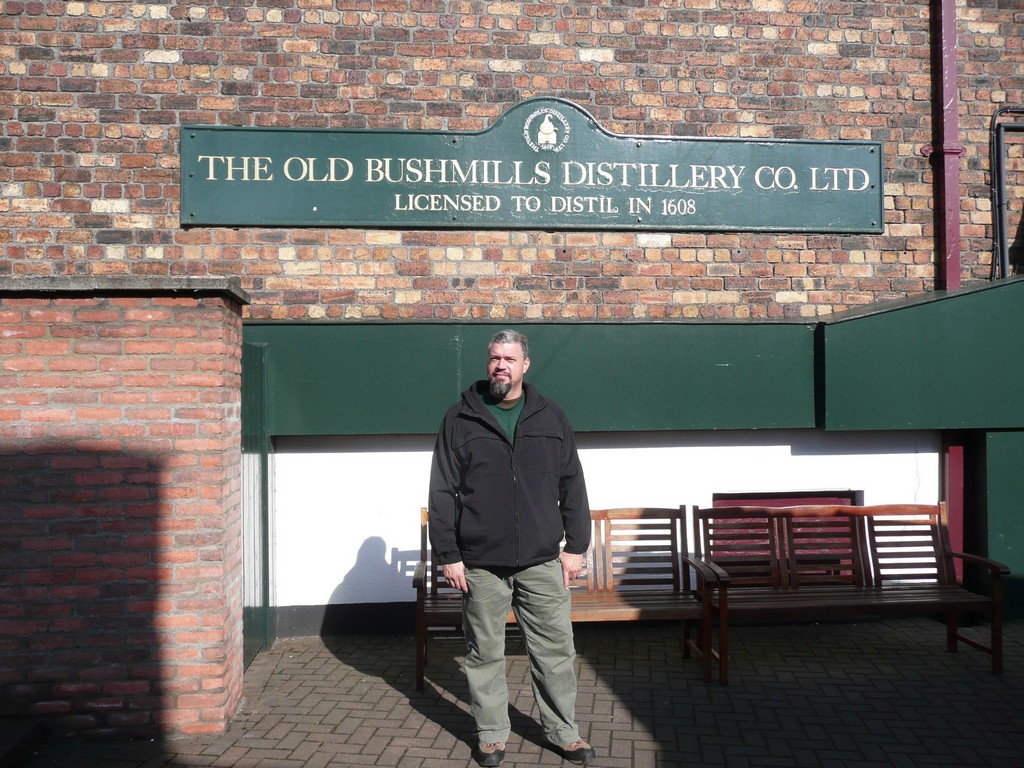 THE OLD BUSHMILLS DISTILLERY CO. LTD
LICENSED TO DISTIL IN 1608